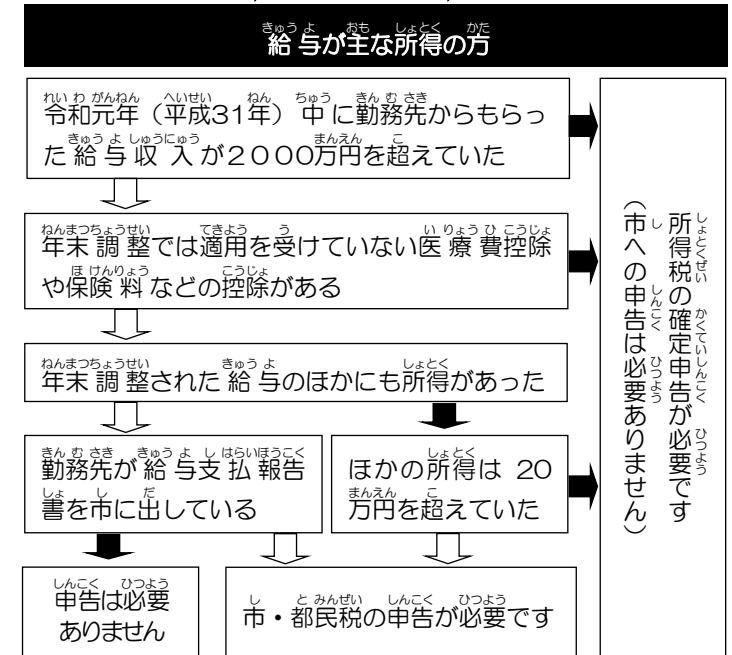 給与が主な所得の方
令和元年（平成31年）中に勤務先からもらっ
た給与収入が2000万円を超えていた
年末調整では適用を受けていない医療費控除
や保険料などの控除がある
年末調整された給与のほかにも所得があった
勤務先が給与支払報告
書を市に出している
ほかの所得は 20
万円を超えていた
申告は必要
ありません
市・都民税の申告が必要です
所得税の確定申告が必要です
（市への申告は必要ありません）